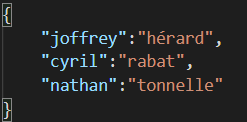 {
"joffrey":"hérard",
"cyril":"rabat",
"nathan":"tonnelle"
}